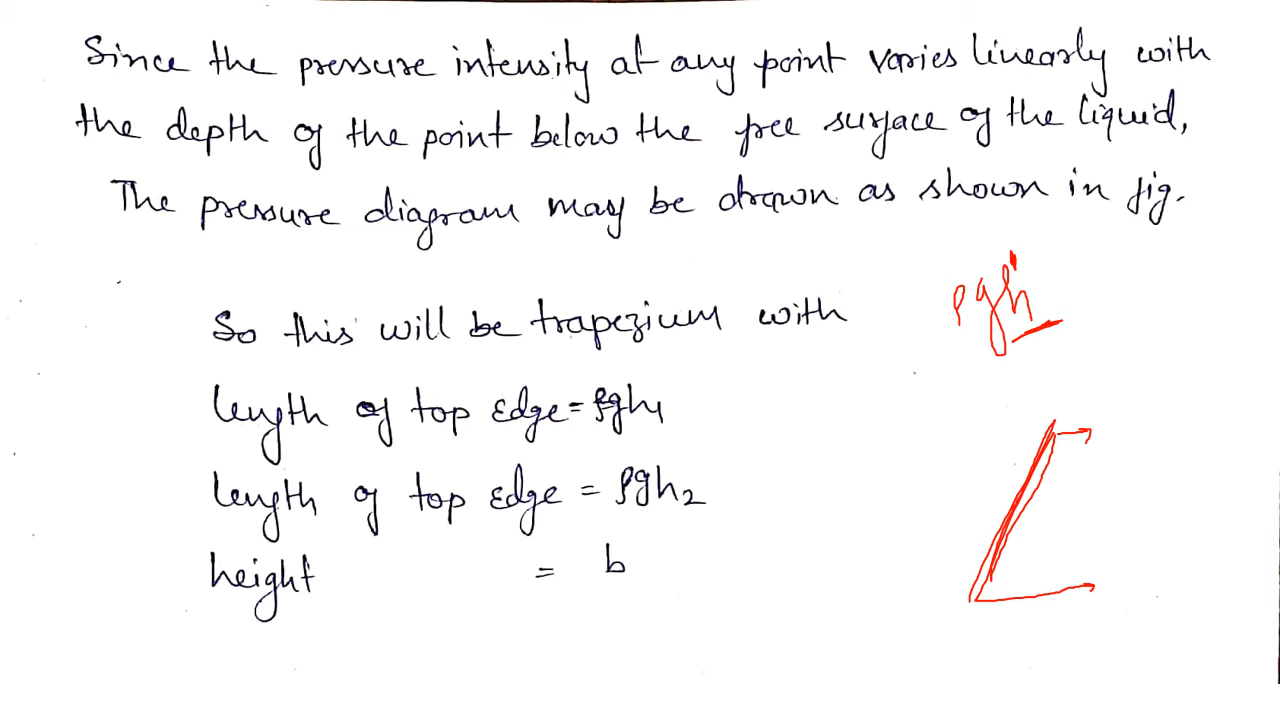 Since the pressure intensity at any point varies linearly with
the depth of the point below the free surface of the liquid,
The pressure diagram may be drawn as shown in fig.
So this will be trapezium with
ρgh
length of top edge = ρgh₁
length of top edge = ρgh₂
height = b